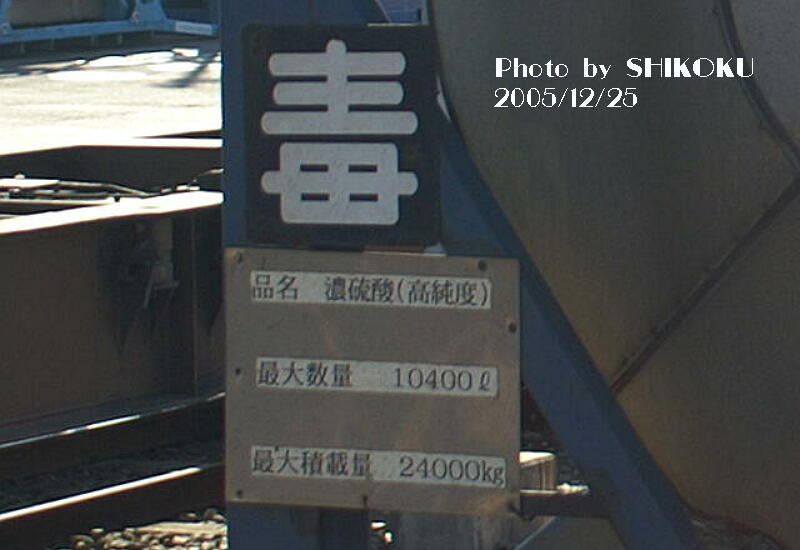 Photo by SHIKOKU
2005/12/25
毒
品名 濃硫酸(高純度)
最大数量 10400ℓ
最大積載量 24000kg